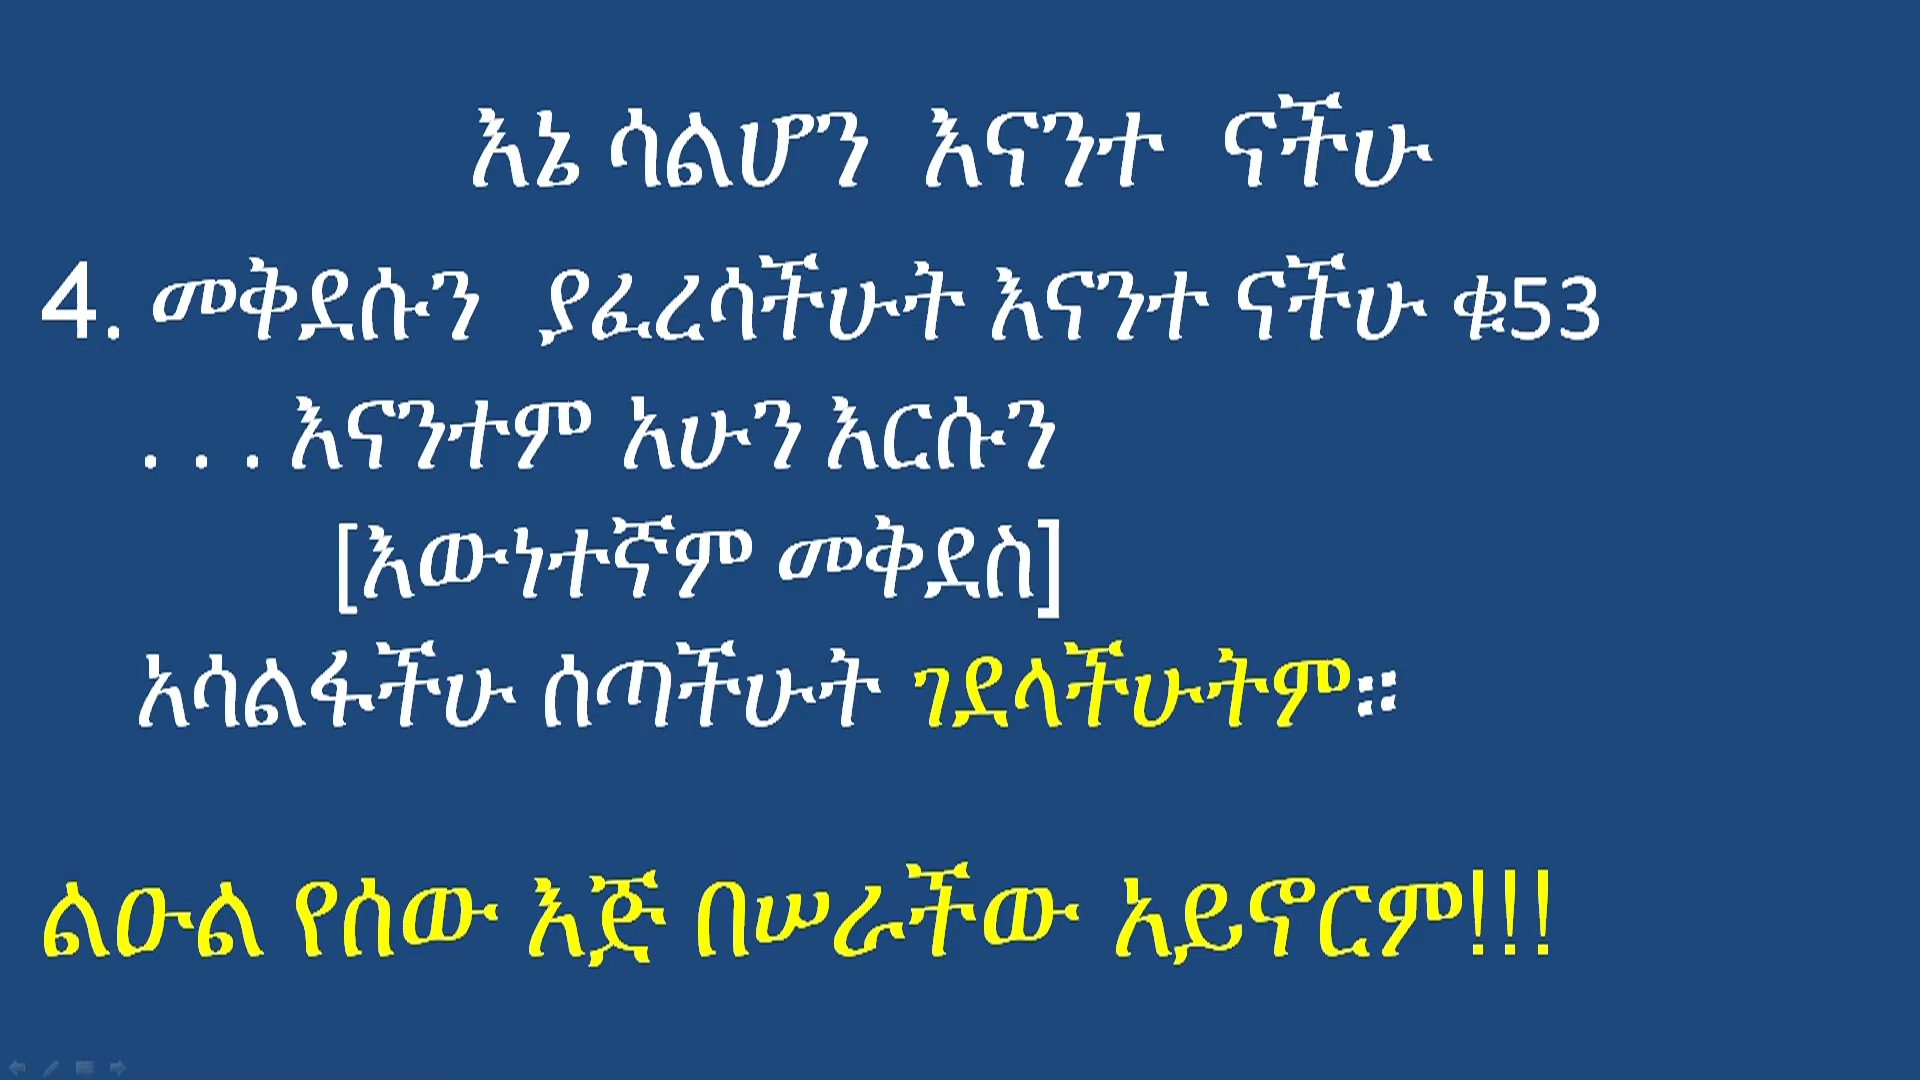 እኔ ሳልሆን እናንተ ናችሁ
4. መቅደሱን ያፈረሳችሁት እናንተ ናችሁ ቁ53
. . . እናንተም አሁን እርሱን
[እውነተኛም መቅደስ]
አሳልፋችሁ ሰጣችሁት ገደላችሁትም።
ልዑል የሰው እጅ በሠራችው አይኖርም!!!